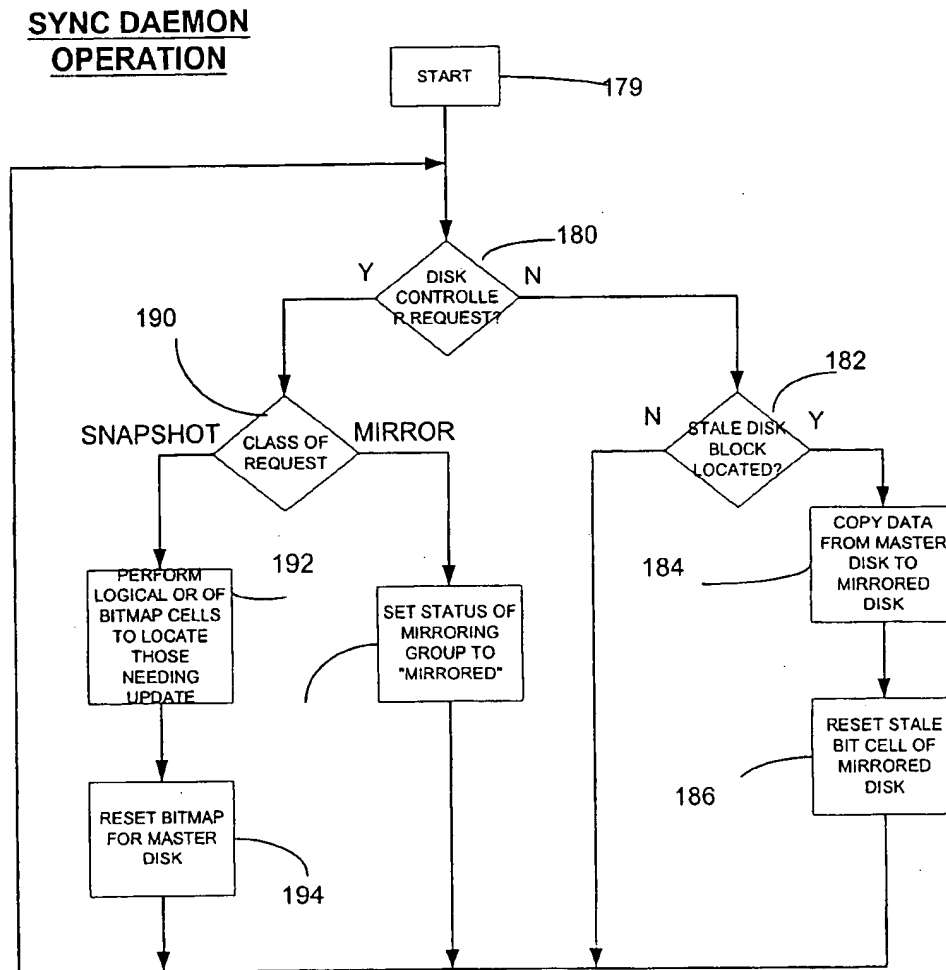 SYNC DAEMON
OPERATION
START
179
180
Y
DISK
CONTROLLE
R REQUEST?
N
190
SNAPSHOT
CLASS OF
REQUEST
MIRROR
182
N
STALE DISK
BLOCK
LOCATED?
Y
PERFORM
LOGICAL OR OF
BITMAP CELLS
TO LOCATE
THOSE
NEEDING
UPDATE
192
SET STATUS OF
MIRRORING
GROUP TO
"MIRRORED"
184
COPY DATA
FROM MASTER
DISK TO
MIRRORED
DISK
RESET BITMAP
FOR MASTER
DISK
194
186
RESET STALE
BIT CELL OF
MIRRORED
DISK